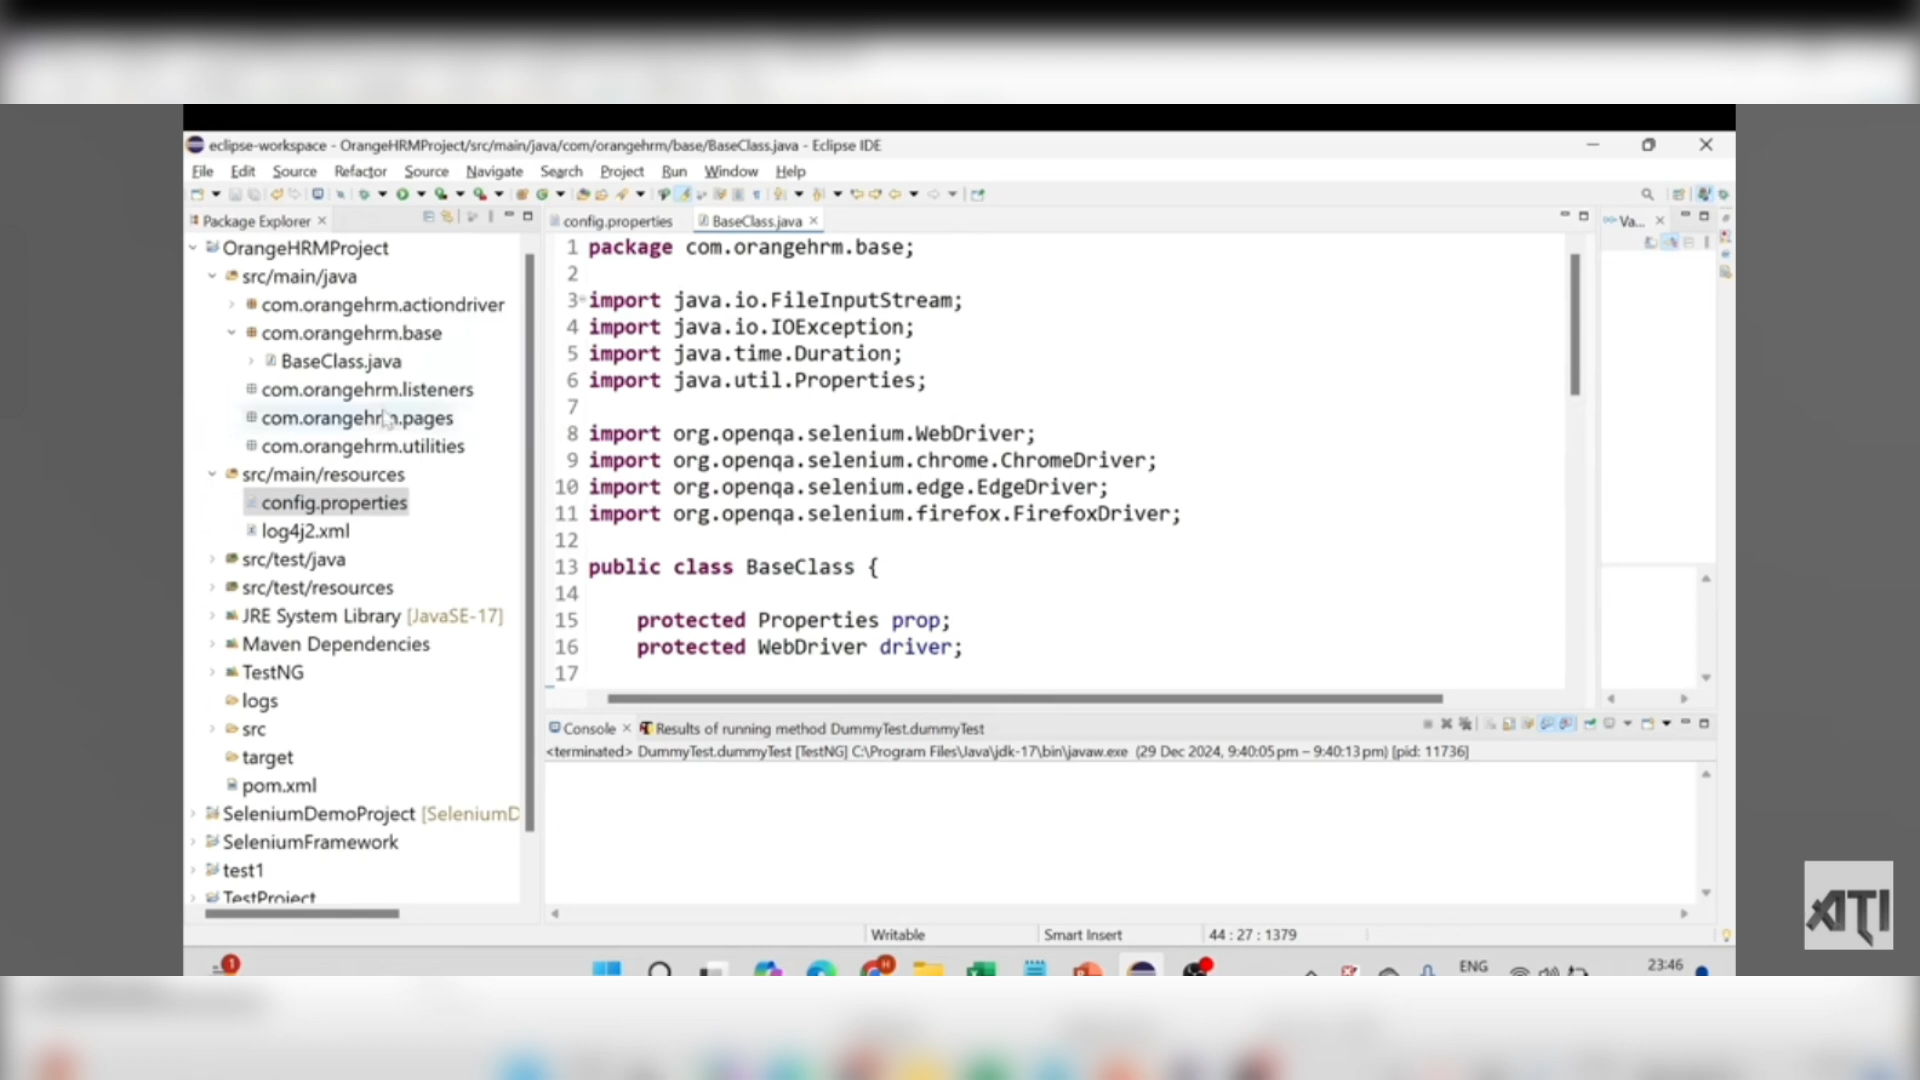 eclipse-workspace - OrangeHRMProject/src/main/java/com/orangehrm/base/BaseClass.java - Eclipse IDE
File Edit Source Refactor Source Navigate Search Project Run Window Help
Package Explorer
config.properties
BaseClass.java
Va...
OrangeHRMProject
src/main/java
com.orangehrm.actiondriver
com.orangehrm.base
BaseClass.java
com.orangehrm.listeners
com.orangehrm.pages
com.orangehrm.utilities
src/main/resources
config.properties
log4j2.xml
src/test/java
src/test/resources
JRE System Library [JavaSE-17]
Maven Dependencies
TestNG
logs
src
target
pom.xml
SeleniumDemoProject [SeleniumD
SeleniumFramework
test1
TestProject
1 package com.orangehrm.base;
2
3 import java.io.FileInputStream;
4 import java.io.IOException;
5 import java.time.Duration;
6 import java.util.Properties;
7
8 import org.openqa.selenium.WebDriver;
9 import org.openqa.selenium.chrome.ChromeDriver;
10 import org.openqa.selenium.edge.EdgeDriver;
11 import org.openqa.selenium.firefox.FirefoxDriver;
12
13 public class BaseClass {
14
15 protected Properties prop;
16 protected WebDriver driver;
17
Console
Results of running method DummyTest.dummyTest
<terminated> DummyTest.dummyTest [TestNG] C:\Program Files\Java\jdk-17\bin\javaw.exe (29 Dec 2024, 9:40:05 pm – 9:40:13 pm) [pid: 11736]
Writable
Smart Insert
44 : 27 : 1379
1
H
ENG
23:46
ATI